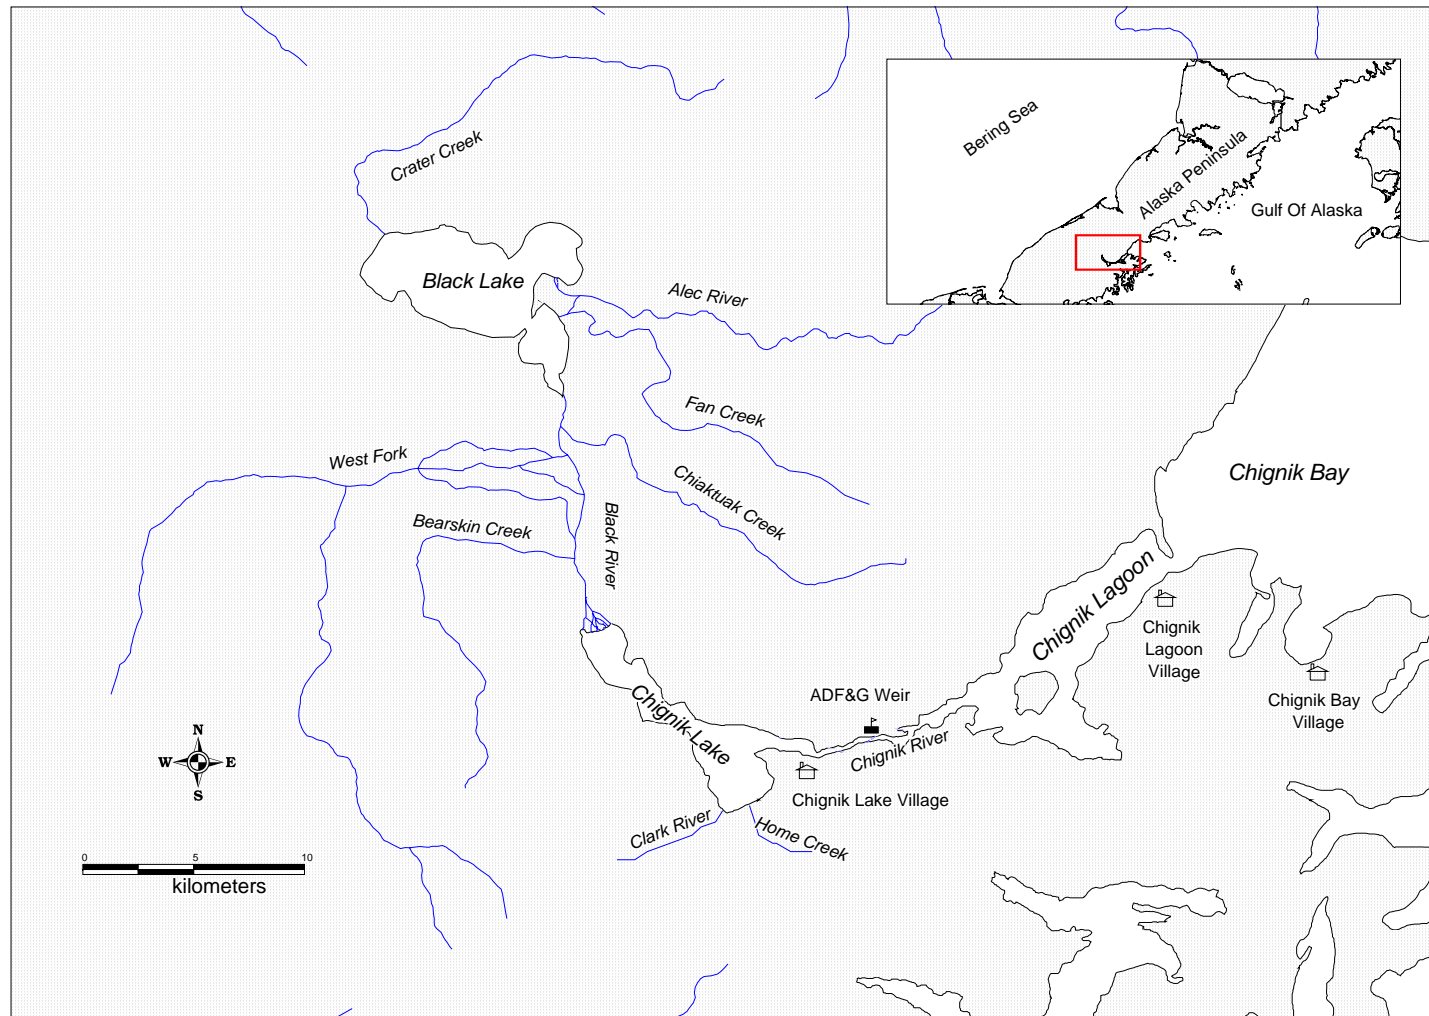 Bering Sea
Alaska Peninsula
Gulf Of Alaska
Crater Creek
Black Lake
Alec River
Fan Creek
West Fork
Chiaktuak Creek
Bearskin Creek
Black River
Chignik Bay
Chignik Lagoon
Chignik
Lagoon
Village
Chignik Bay
Village
ADF&G Weir
Chignik Lake
Chignik River
Chignik Lake Village
Clark River
Home Creek
N
W
E
S
0
5
10
kilometers